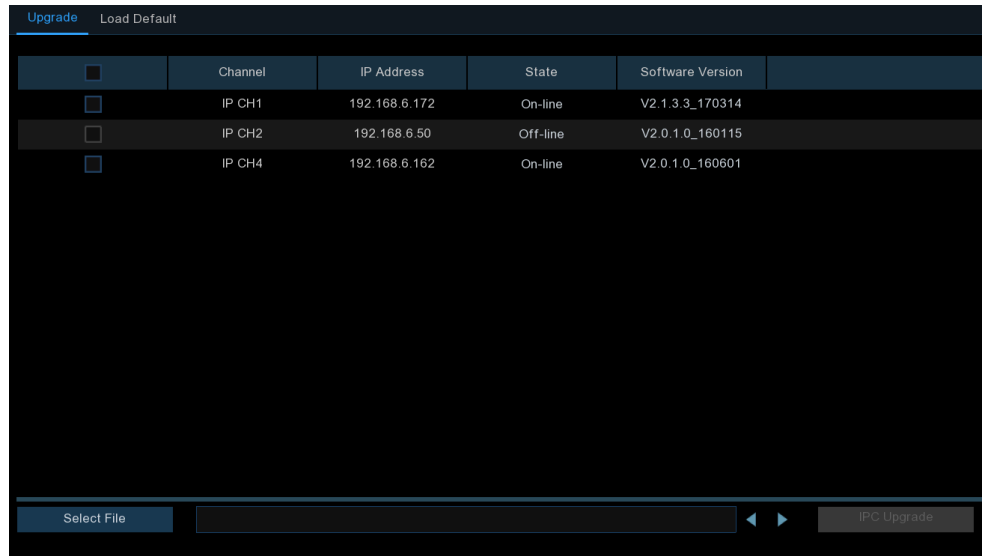 Upgrade Load Default
Channel IP Address State Software Version
IP CH1 192.168.6.172 On-line V2.1.3.3_170314
IP CH2 192.168.6.50 Off-line V2.0.1.0_160115
IP CH4 192.168.6.162 On-line V2.0.1.0_160601
Select File IPC Upgrade